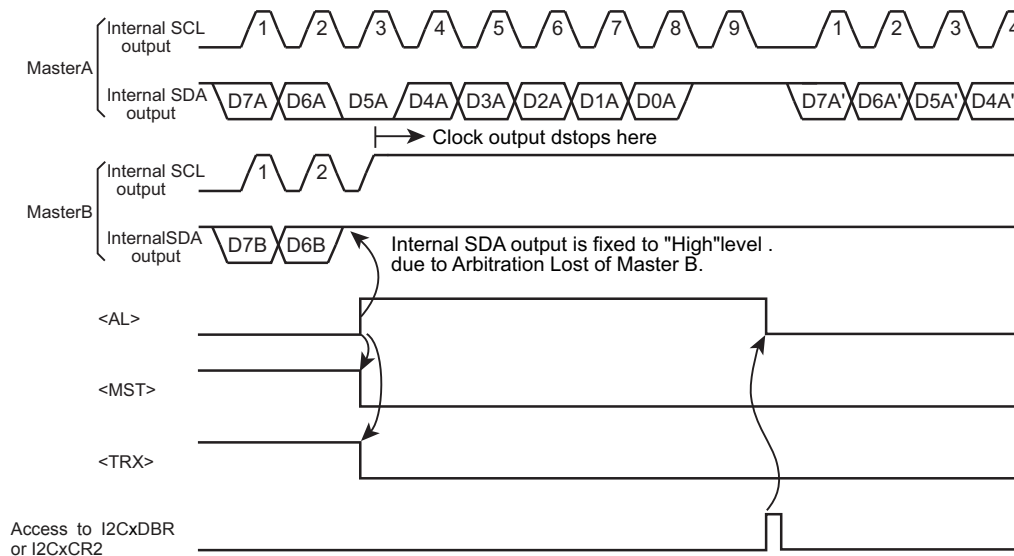 Internal SCL
output
1 2 3 4 5 6 7 8 9 1 2 3 4
MasterA
Internal SDA
output
D7A D6A D5A D4A D3A D2A D1A D0A D7A' D6A' D5A' D4A'
Clock output dstops here
Internal SCL
output
1 2
MasterB
InternalSDA
output
D7B D6B
Internal SDA output is fixed to "High"level .
due to Arbitration Lost of Master B.
<AL>
<MST>
<TRX>
Access to I2CxDBR
or I2CxCR2